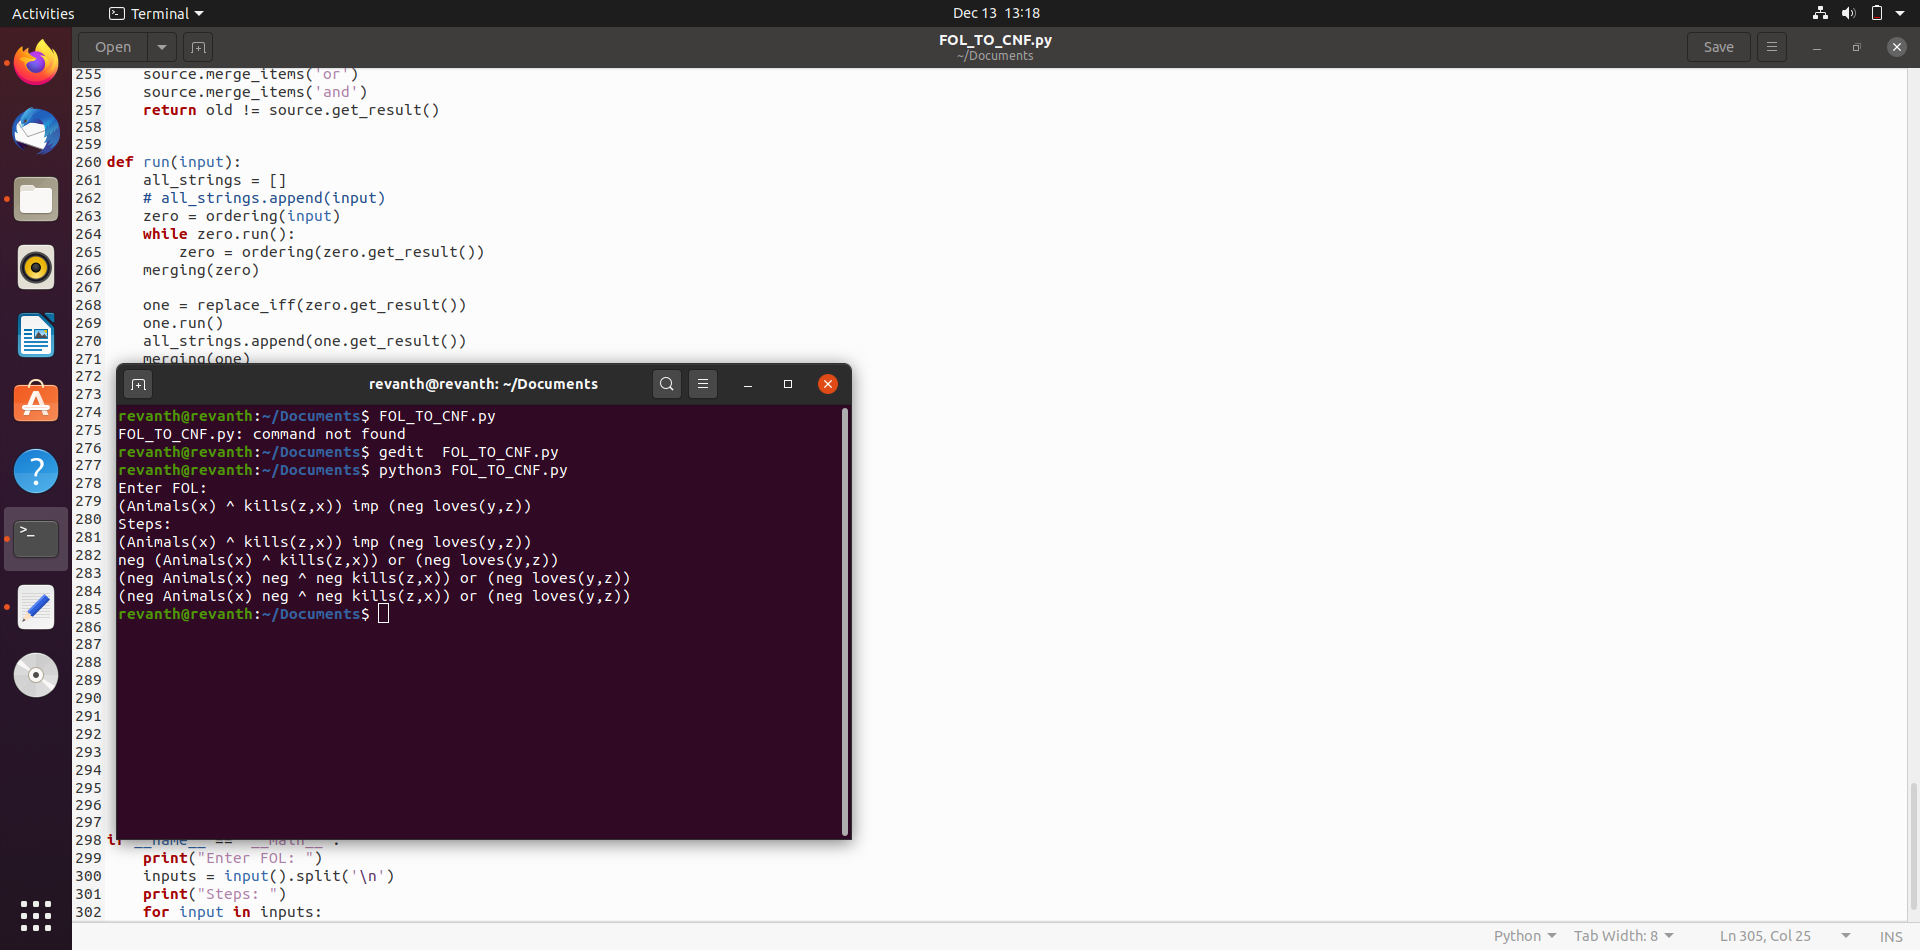 Activities
Terminal
Dec 13 13:18
Open
FOL_TO_CNF.py
~/Documents
Save
255 source.merge_items('or')
256 source.merge_items('and')
257 return old != source.get_result()
258
259
260 def run(input):
261 all_strings = []
262 # all_strings.append(input)
263 zero = ordering(input)
264 while zero.run():
265 zero = ordering(zero.get_result())
266 merging(zero)
267
268 one = replace_iff(zero.get_result())
269 one.run()
270 all_strings.append(one.get_result())
271 merging(one)
272
273
274
275
276
277
278
279
280
281
282
283
284
285
286
287
288
289
290
291
292
293
294
295
296
297
revanth@revanth: ~/Documents
revanth@revanth:~/Documents$ FOL_TO_CNF.py
FOL_TO_CNF.py: command not found
revanth@revanth:~/Documents$ gedit  FOL_TO_CNF.py
revanth@revanth:~/Documents$ python3 FOL_TO_CNF.py
Enter FOL:
(Animals(x) ^ kills(z,x)) imp (neg loves(y,z))
Steps:
(Animals(x) ^ kills(z,x)) imp (neg loves(y,z))
neg (Animals(x) ^ kills(z,x)) or (neg loves(y,z))
(neg Animals(x) neg ^ neg kills(z,x)) or (neg loves(y,z))
(neg Animals(x) neg ^ neg kills(z,x)) or (neg loves(y,z))
revanth@revanth:~/Documents$
298 if __name__ ==
299 print("Enter FOL: ")
300 inputs = input().split('\n')
301 print("Steps: ")
302 for input in inputs:
Python
Tab Width: 8
Ln 305, Col 25
INS